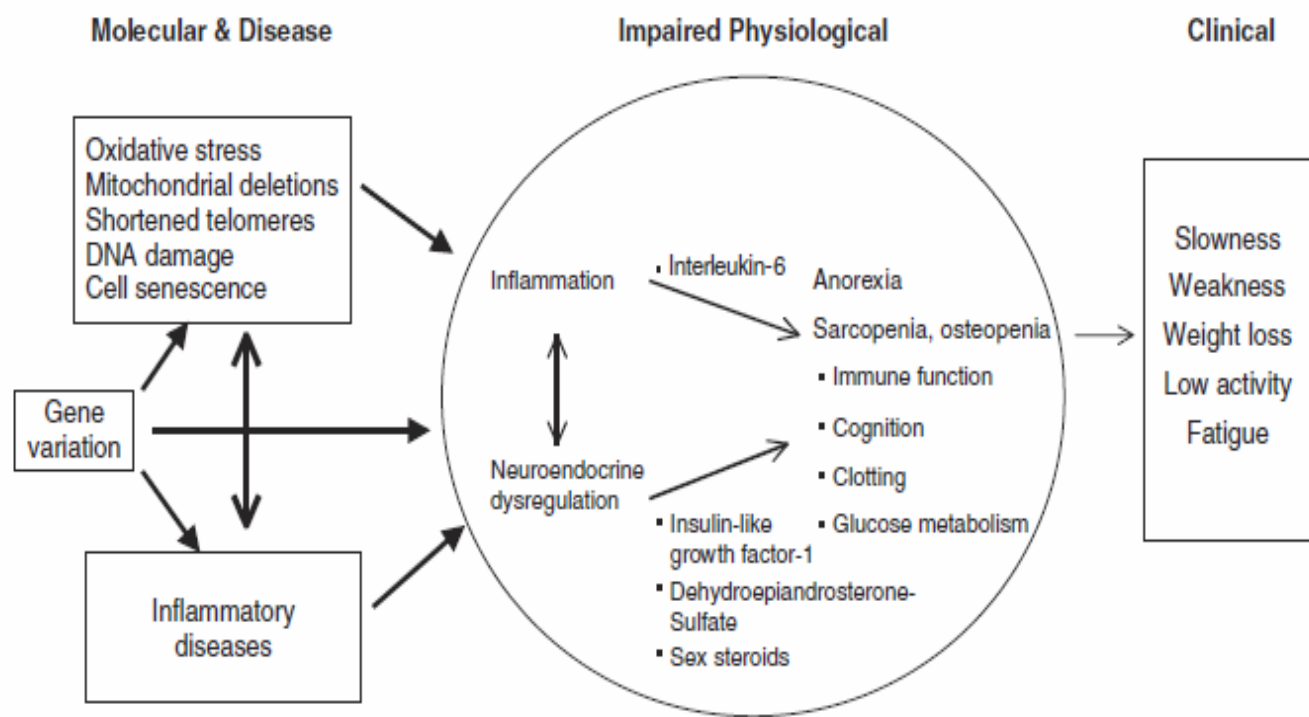 Molecular & Disease
Impaired Physiological
Clinical
Oxidative stress
Mitochondrial deletions
Shortened telomeres
DNA damage
Cell senescence
Gene
variation
Inflammatory
diseases
Inflammation
▪ Interleukin-6
Neuroendocrine
dysregulation
▪ Insulin-like
growth factor-1
▪ Dehydroepiandrosterone-
Sulfate
▪ Sex steroids
Anorexia
Sarcopenia, osteopenia
▪ Immune function
▪ Cognition
▪ Clotting
▪ Glucose metabolism
Slowness
Weakness
Weight loss
Low activity
Fatigue